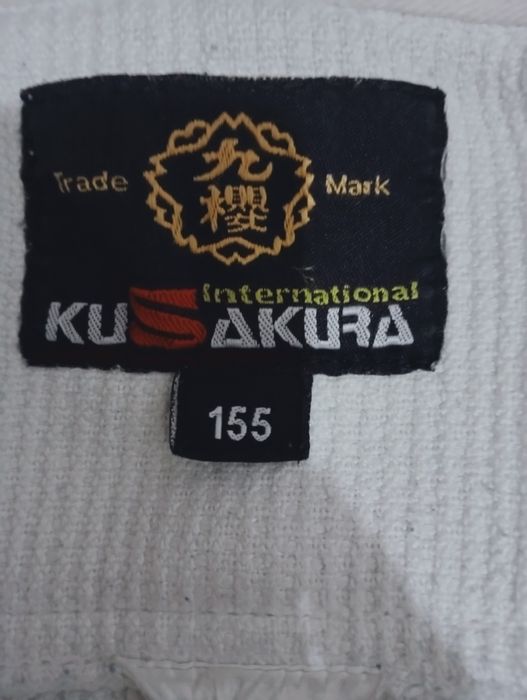 Trade 九櫻 Mark
International
KUSAKURA
155